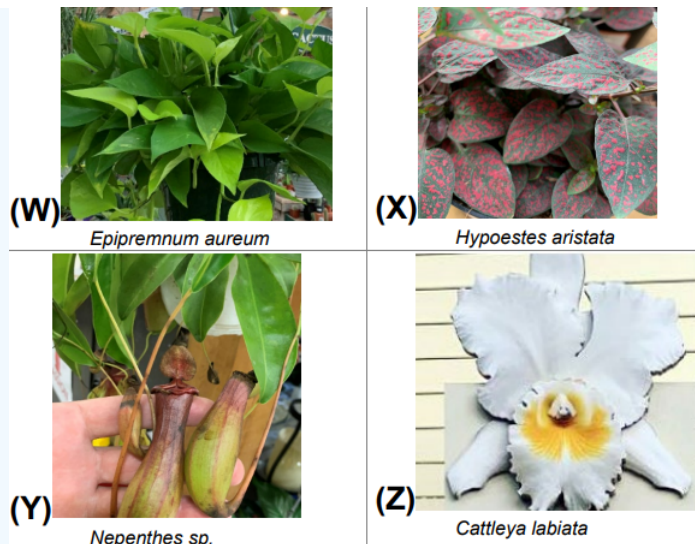 (W)
Epipremnum aureum
(X)
Hypoestes aristata
(Y)
Nepenthes sp.
(Z)
Cattleya labiata